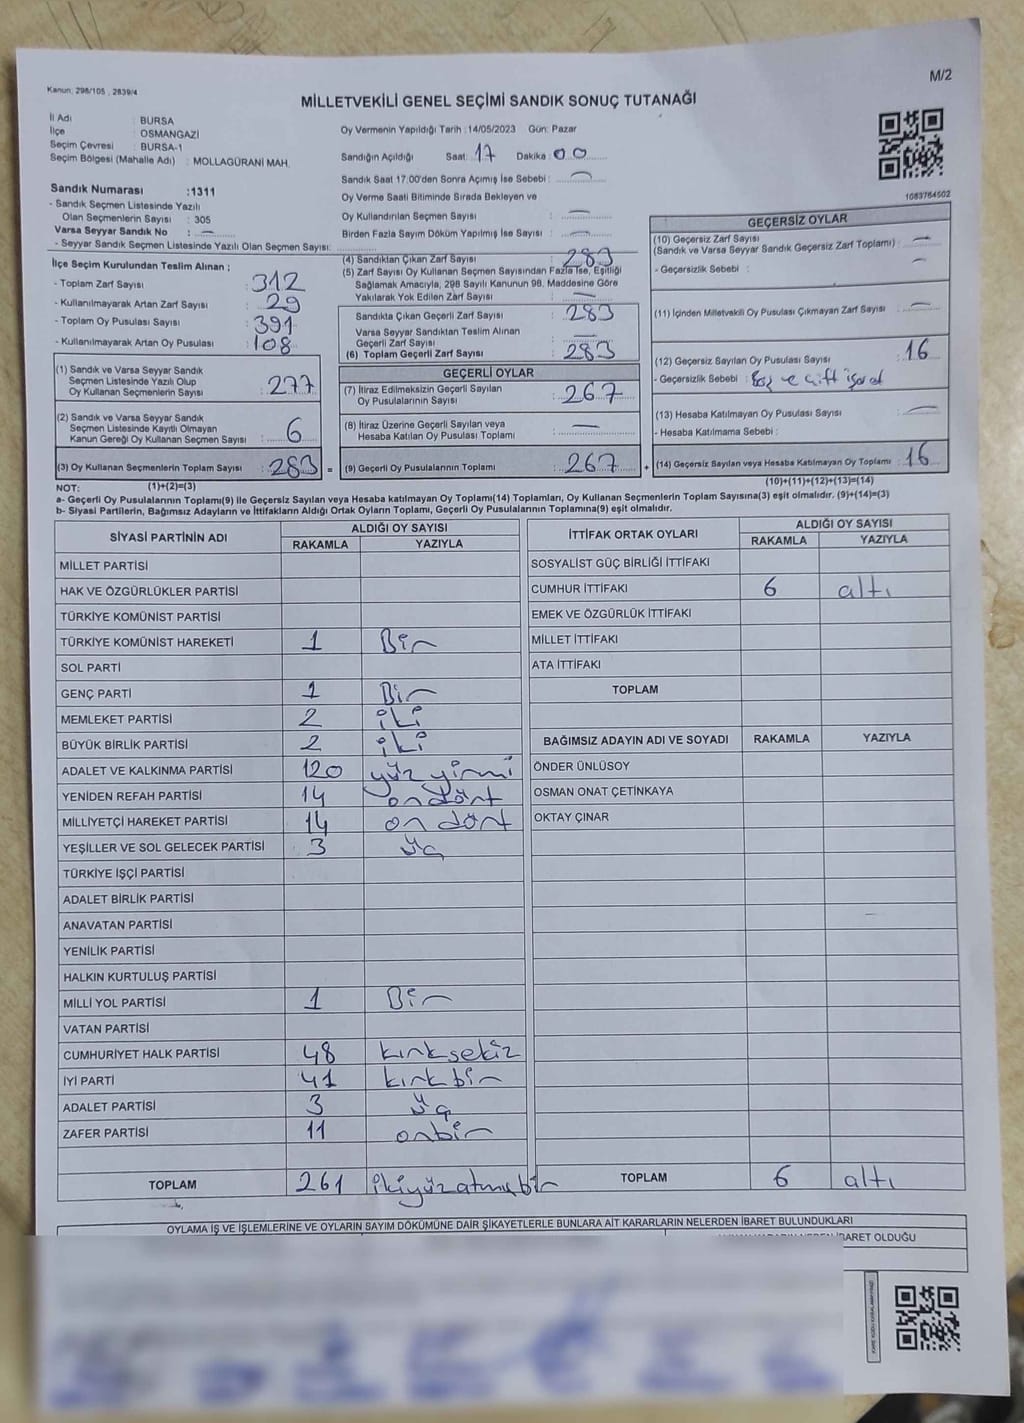 M/2
Kanun: 298/105 , 2839/4
MİLLETVEKİLİ GENEL SEÇİMİ SANDIK SONUÇ TUTANAĞI
İl Adı : BURSA
İlçe : OSMANGAZİ
Seçim Çevresi : BURSA-1
Seçim Bölgesi (Mahalle Adı) : MOLLAGÜRANİ MAH.
Sandık Numarası :1311
- Sandık Seçmen Listesinde Yazılı
Olan Seçmenlerin Sayısı : 305
Varsa Seyyar Sandık No : —
- Seyyar Sandık Seçmen Listesinde Yazılı Olan Seçmen Sayısı:
Oy Vermenin Yapıldığı Tarih : 14/05/2023 Gün: Pazar
Sandığın Açıldığı Saat: 17 Dakika: 00
Sandık Saat 17.00'den Sonra Açımış İse Sebebi : —
Oy Verme Saati Bitiminde Sırada Bekleyen ve
Oy Kullandırılan Seçmen Sayısı : —
Birden Fazla Sayım Döküm Yapılmış İse Sayısı : —
1083764502
İlçe Seçim Kurulundan Teslim Alınan ;
- Toplam Zarf Sayısı : 312
- Kullanılmayarak Artan Zarf Sayısı : 29
- Toplam Oy Pusulası Sayısı : 391
- Kullanılmayarak Artan Oy Pusulası : 108
(1) Sandık ve Varsa Seyyar Sandık
Seçmen Listesinde Yazılı Olup
Oy Kullanan Seçmenlerin Sayısı : 277
(2) Sandık ve Varsa Seyyar Sandık
Seçmen Listesinde Kayıtlı Olmayan
Kanun Gereği Oy Kullanan Seçmen Sayısı : 6
(3) Oy Kullanan Seçmenlerin Toplam Sayısı : 283 =
(4) Sandıktan Çıkan Zarf Sayısı : 283
(5) Zarf Sayısı Oy Kullanan Seçmen Sayısından Fazla İse, Eşitliği
Sağlamak Amacıyla, 298 Sayılı Kanunun 98. Maddesine Göre
Yakılarak Yok Edilen Zarf Sayısı : —
Sandıkta Çıkan Geçerli Zarf Sayısı : 283
Varsa Seyyar Sandıktan Teslim Alınan
Geçerli Zarf Sayısı : —
(6) Toplam Geçerli Zarf Sayısı : 283
GEÇERLİ OYLAR
(7) İtiraz Edilmeksizin Geçerli Sayılan
Oy Pusulalarının Sayısı : 267
(8) İtiraz Üzerine Geçerli Sayılan veya
Hesaba Katılan Oy Pusulası Toplamı : —
(9) Geçerli Oy Pusulalarının Toplamı : 267 +
GEÇERSİZ OYLAR
(10) Geçersiz Zarf Sayısı
(Sandık ve Varsa Seyyar Sandık Geçersiz Zarf Toplamı) : —
- Geçersizlik Sebebi : —
(11) İçinden Milletvekili Oy Pusulası Çıkmayan Zarf Sayısı : —
(12) Geçersiz Sayılan Oy Pusulası Sayısı : 16
- Geçersizlik Sebebi : Boş ve çift işaret
(13) Hesaba Katılmayan Oy Pusulası Sayısı : —
- Hesaba Katılmama Sebebi :
(14) Geçersiz Sayılan veya Hesaba Katılmayan Oy Toplamı : 16
NOT: (1)+(2)=(3) (10)+(11)+(12)+(13)=(14)
a- Geçerli Oy Pusulalarının Toplamı(9) ile Geçersiz Sayılan veya Hesaba katılmayan Oy Toplamı(14) Toplamları, Oy Kullanan Seçmenlerin Toplam Sayısına(3) eşit olmalıdır. (9)+(14)=(3)
b- Siyasi Partilerin, Bağımsız Adayların ve İttifakların Aldığı Ortak Oyların Toplamı, Geçerli Oy Pusulalarının Toplamına(9) eşit olmalıdır.
SİYASİ PARTİNİN ADI ALDIĞI OY SAYISI
RAKAMLA YAZIYLA
MİLLET PARTİSİ
HAK VE ÖZGÜRLÜKLER PARTİSİ
TÜRKİYE KOMÜNİST PARTİSİ
TÜRKİYE KOMÜNİST HAREKETİ 1 Bir
SOL PARTİ
GENÇ PARTİ 1 Bir
MEMLEKET PARTİSİ 2 iki
BÜYÜK BİRLİK PARTİSİ 2 iki
ADALET VE KALKINMA PARTİSİ 120 yüz yirmi
YENİDEN REFAH PARTİSİ 14 on dört
MİLLİYETÇİ HAREKET PARTİSİ 14 on dört
YEŞİLLER VE SOL GELECEK PARTİSİ 3 üç
TÜRKİYE İŞÇİ PARTİSİ
ADALET BİRLİK PARTİSİ
ANAVATAN PARTİSİ
YENİLİK PARTİSİ
HALKIN KURTULUŞ PARTİSİ
MİLLİ YOL PARTİSİ 1 Bir
VATAN PARTİSİ
CUMHURİYET HALK PARTİSİ 48 kırksekiz
İYİ PARTİ 41 kırkbir
ADALET PARTİSİ 3 üç
ZAFER PARTİSİ 11 onbir
TOPLAM 261 ikiyüzatmışbir
İTTİFAK ORTAK OYLARI ALDIĞI OY SAYISI
RAKAMLA YAZIYLA
SOSYALİST GÜÇ BİRLİĞİ İTTİFAKI
CUMHUR İTTİFAKI 6 altı
EMEK VE ÖZGÜRLÜK İTTİFAKI
MİLLET İTTİFAKI
ATA İTTİFAKI
TOPLAM
BAĞIMSIZ ADAYIN ADI VE SOYADI RAKAMLA YAZIYLA
ÖNDER ÜNLÜSOY
OSMAN ONAT ÇETİNKAYA
OKTAY ÇINAR
TOPLAM 6 altı
OYLAMA İŞ VE İŞLEMLERİNE VE OYLARIN SAYIM DÖKÜMÜNE DAİR ŞİKAYETLERLE BUNLARA AİT KARARLARIN NELERDEN İBARET BULUNDUKLARI
İBARET OLDUĞU